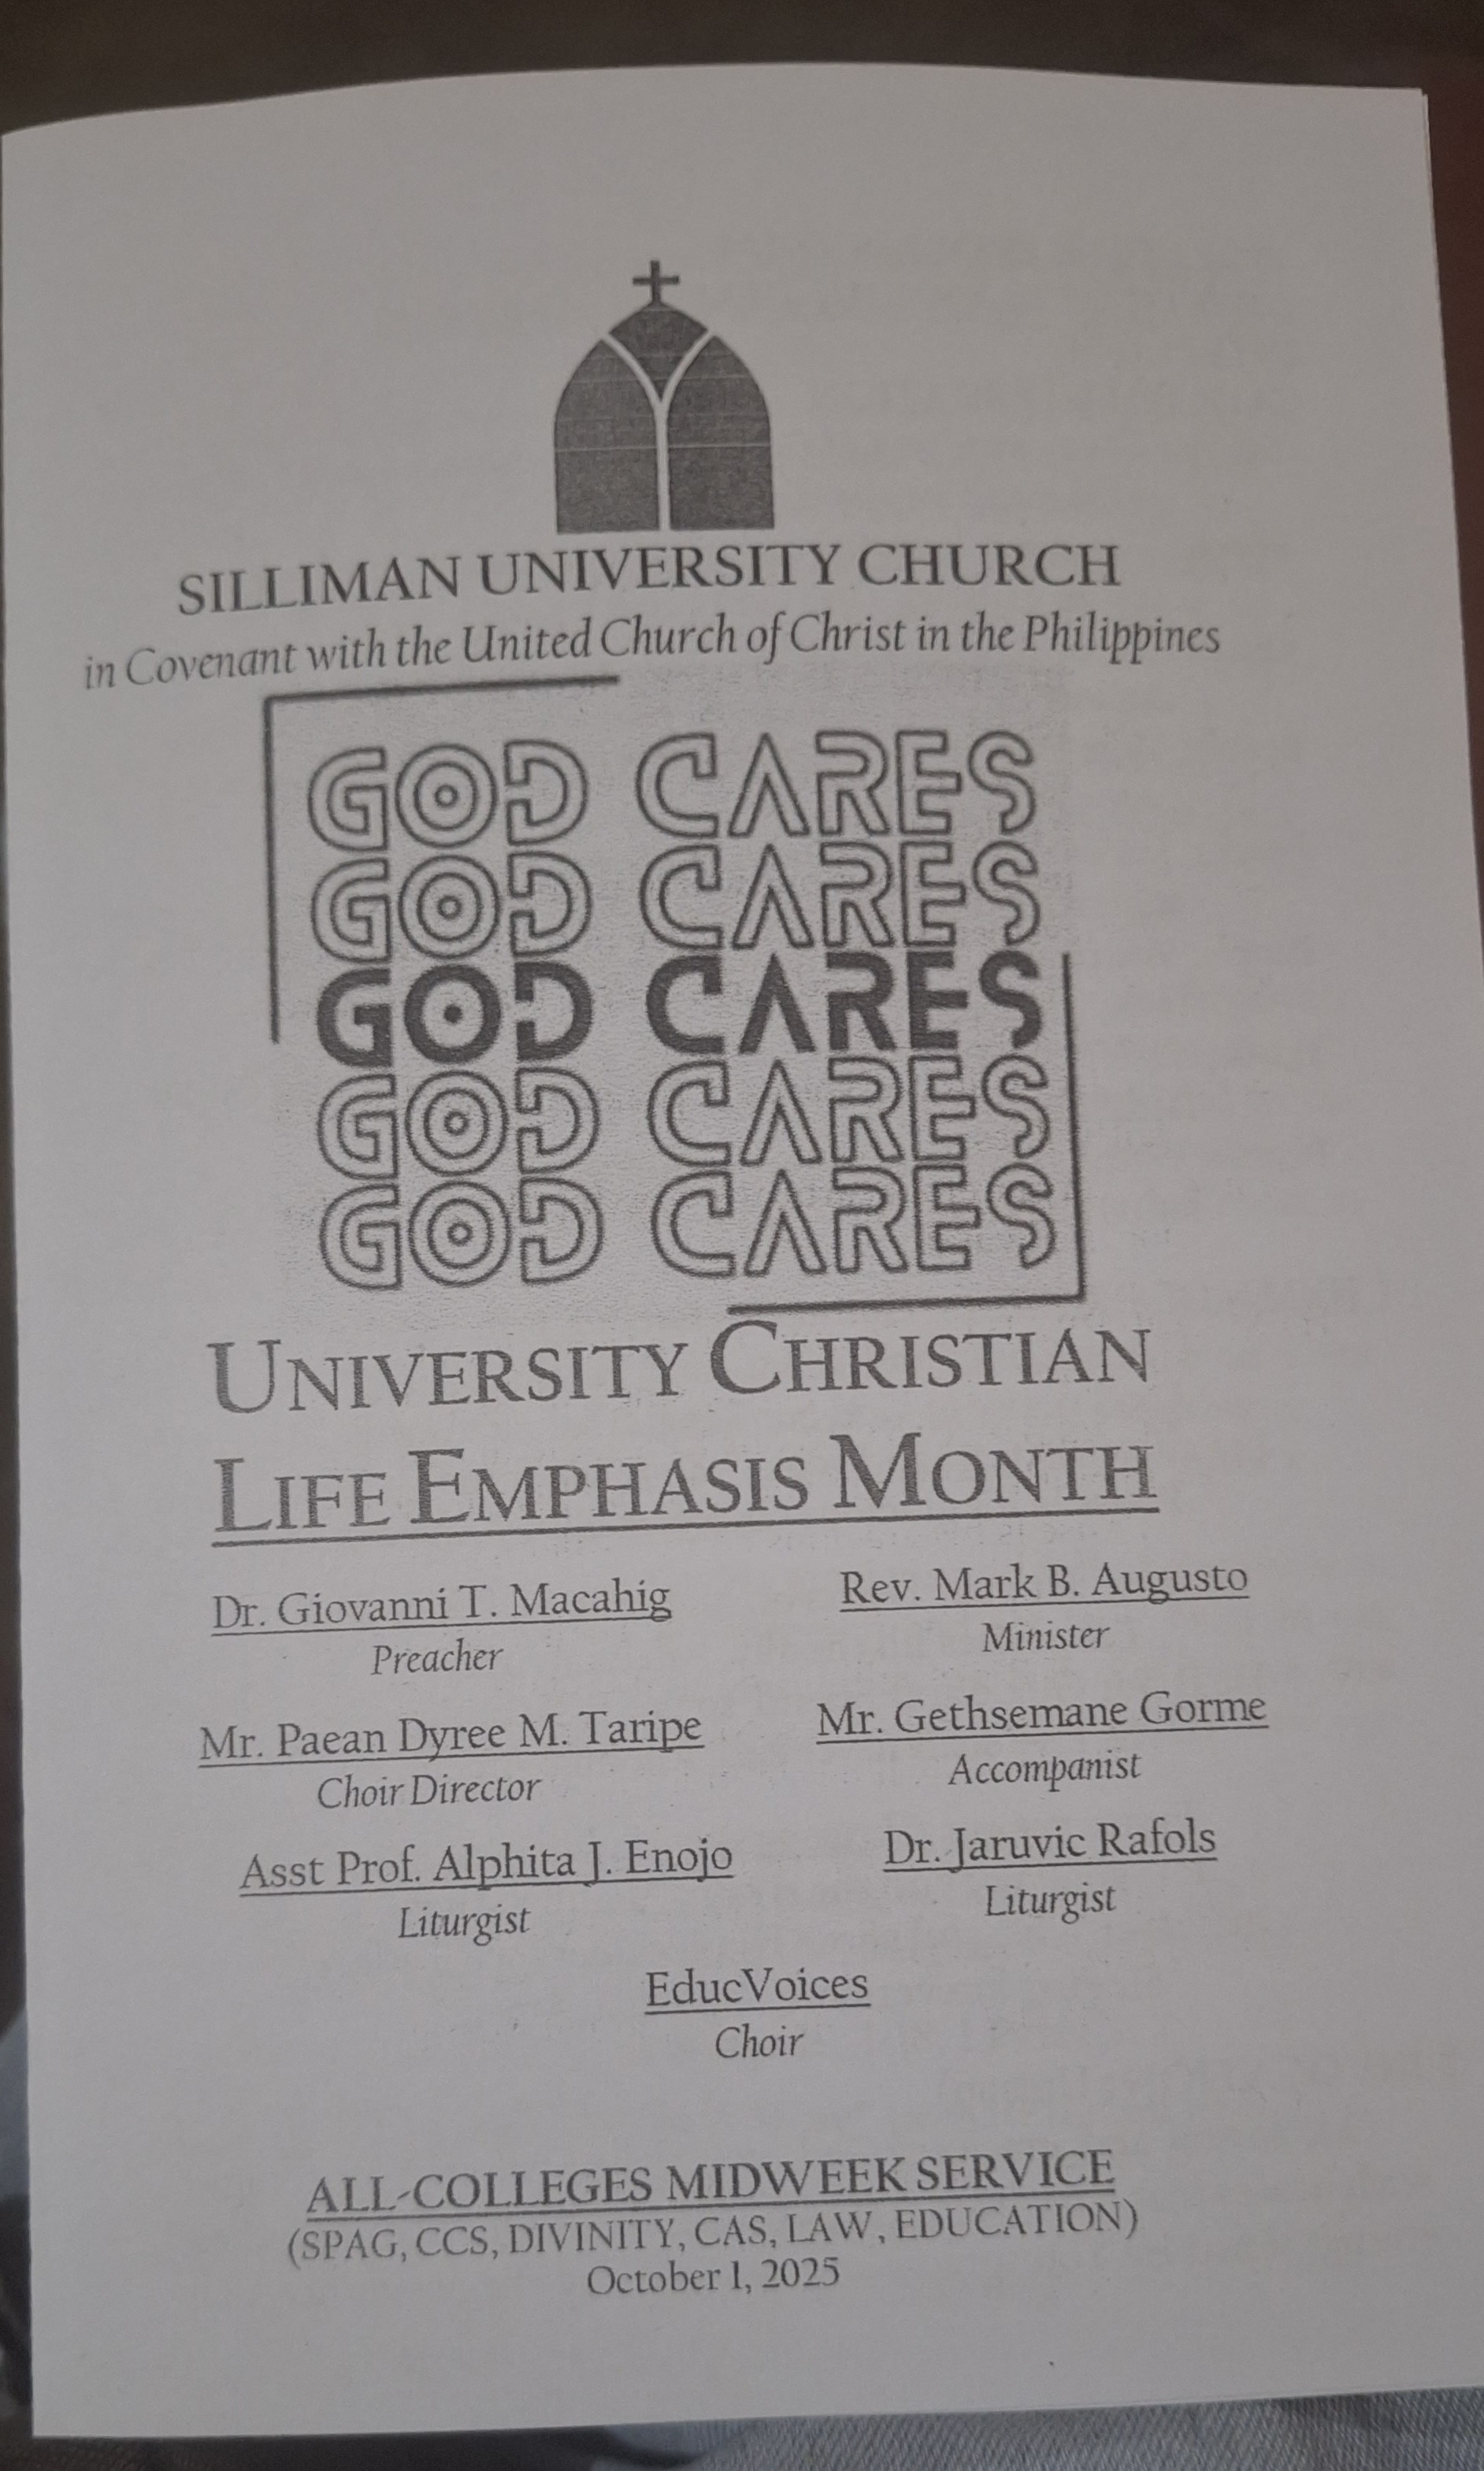 SILLIMAN UNIVERSITY CHURCH
in Covenant with the United Church of Christ in the Philippines
GOD CARES
GOD CARES
GOD CARES
GOD CARES
GOD CARES
UNIVERSITY CHRISTIAN
LIFE EMPHASIS MONTH
Dr. Giovanni T. Macahig
Preacher
Rev. Mark B. Augusto
Minister
Mr. Paean Dyree M. Taripe
Choir Director
Mr. Gethsemane Gorme
Accompanist
Asst Prof. Alphita J. Enojo
Liturgist
Dr. Jaruvic Rafols
Liturgist
EducVoices
Choir
ALL-COLLEGES MIDWEEK SERVICE
(SPAG, CCS, DIVINITY, CAS, LAW, EDUCATION)
October 1, 2025